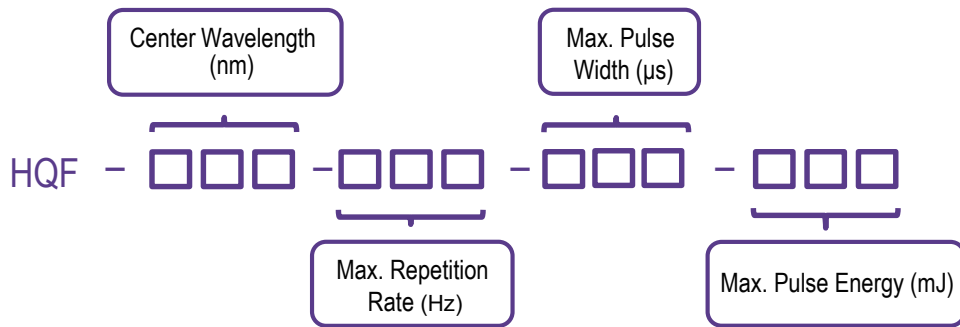 Center Wavelength
(nm)
Max. Pulse
Width (µs)
HQF - □□□ - □□□ - □□□ - □□□
Max. Repetition
Rate (Hz)
Max. Pulse Energy (mJ)